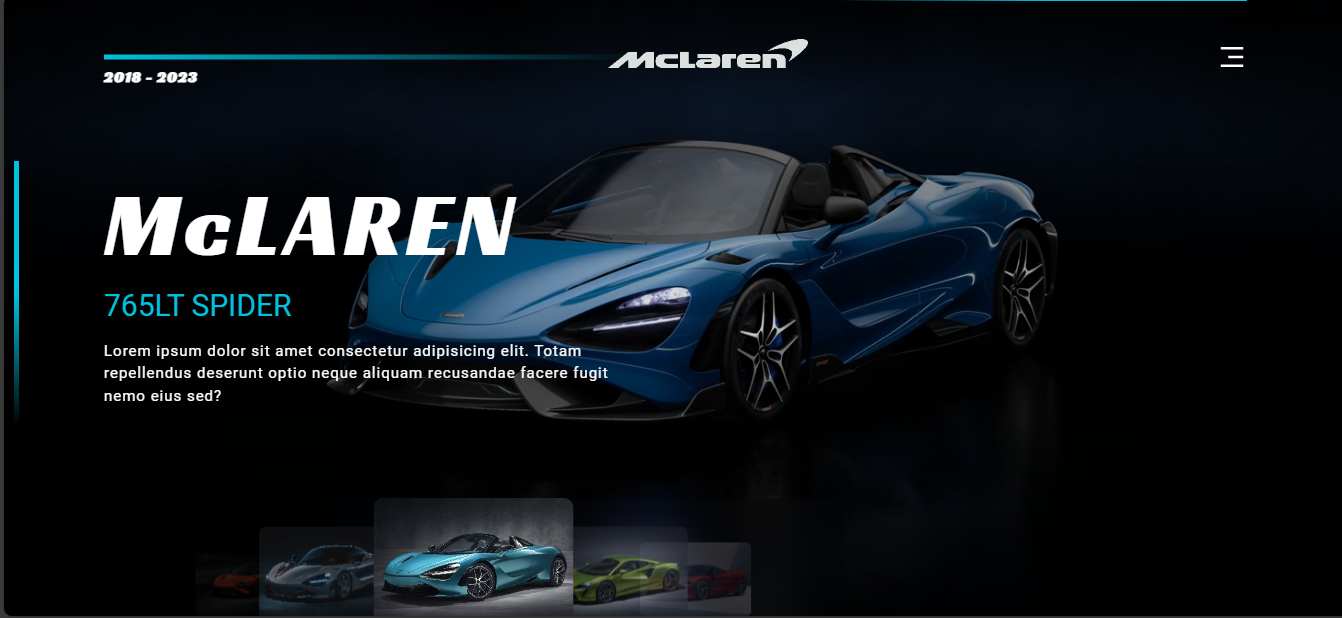 McLaren
2018 - 2023
McLAREN
765LT SPIDER
Lorem ipsum dolor sit amet consectetur adipisicing elit. Totam
repellendus deserunt optio neque aliquam recusandae facere fugit
nemo eius sed?